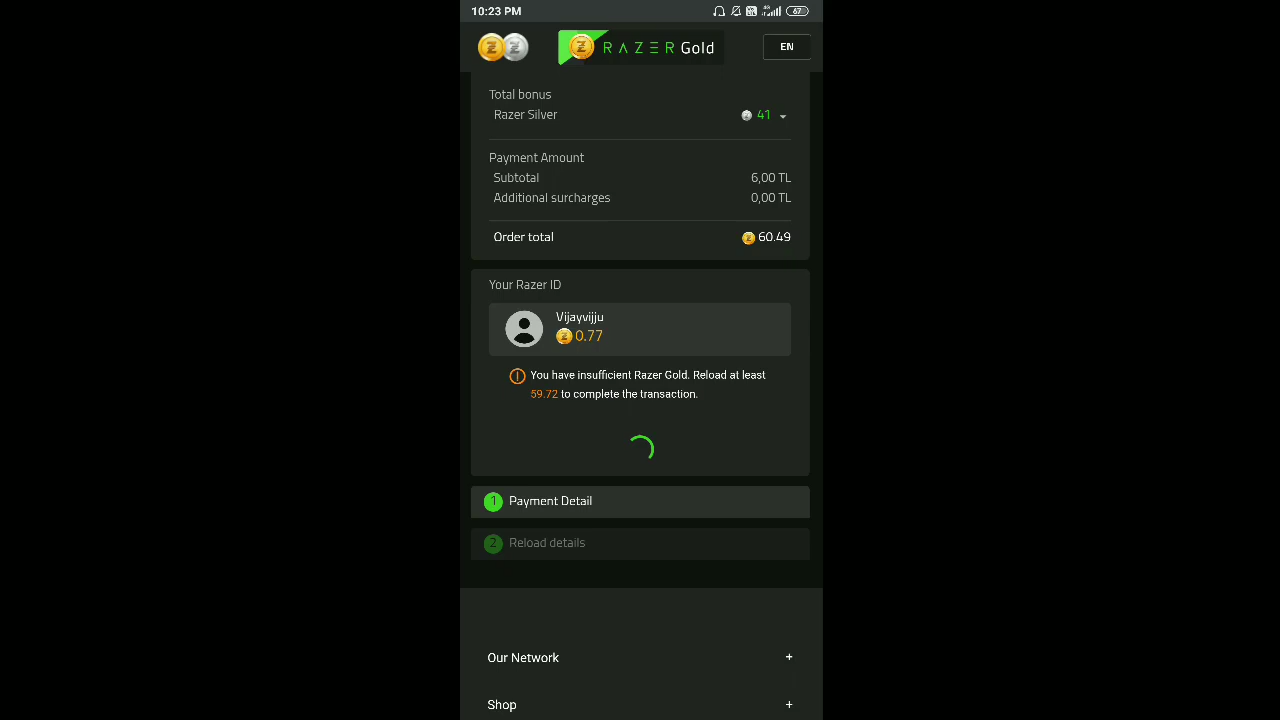 10:23 PM
4G
67
RAZER Gold
EN
Total bonus
Razer Silver 41
Payment Amount
Subtotal 6,00 TL
Additional surcharges 0,00 TL
Order total 60.49
Your Razer ID
Vijayvijju
0.77
You have insufficient Razer Gold. Reload at least
59.72 to complete the transaction.
1 Payment Detail
2 Reload details
Our Network +
Shop +